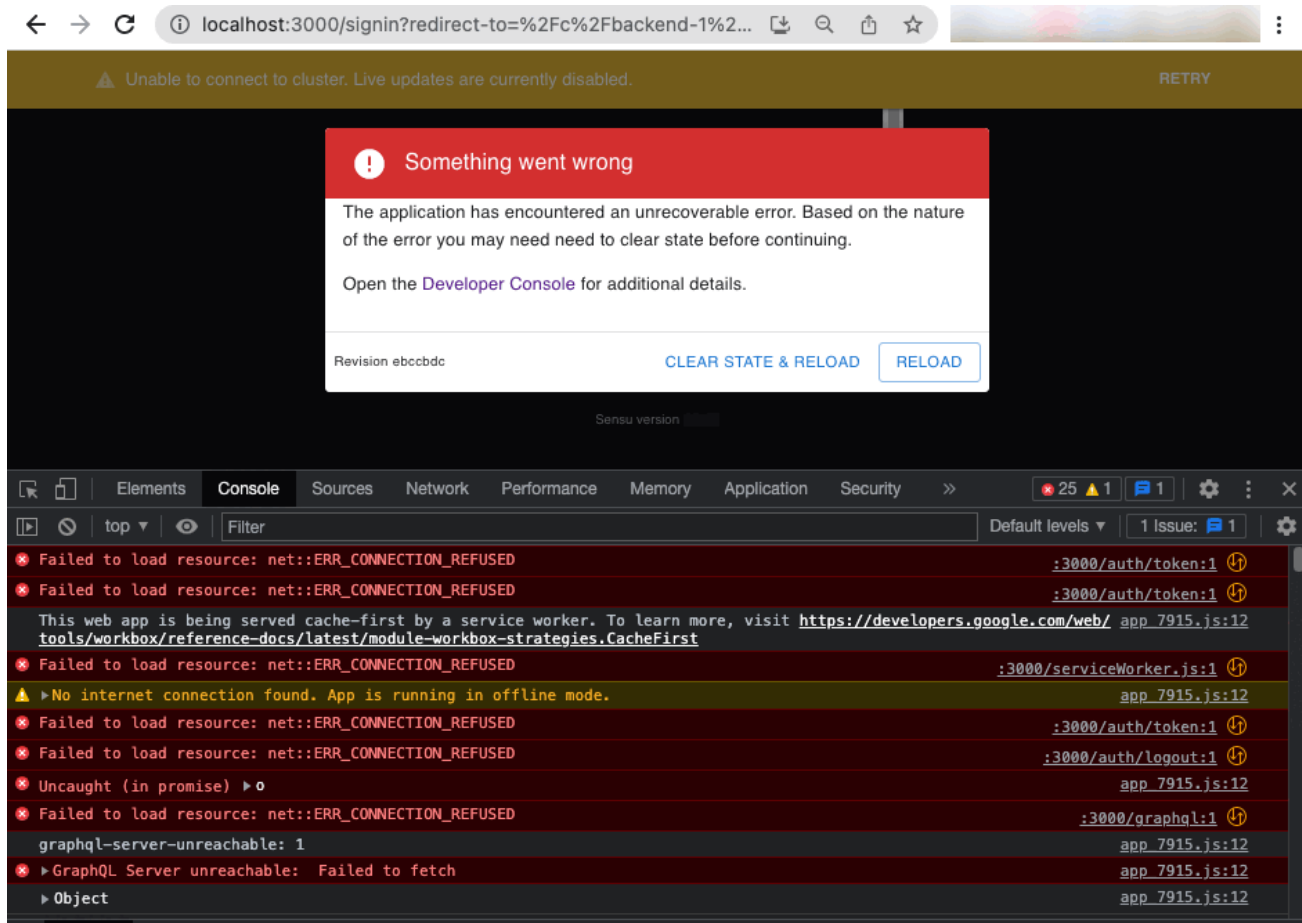 localhost:3000/signin?redirect-to=%2Fc%2Fbackend-1%2...
Unable to connect to cluster. Live updates are currently disabled. RETRY
Something went wrong
The application has encountered an unrecoverable error. Based on the nature
of the error you may need need to clear state before continuing.
Open the Developer Console for additional details.
Revision ebccbdc CLEAR STATE & RELOAD RELOAD
Sensu version
Elements Console Sources Network Performance Memory Application Security » 25 1 1
top ▼ Filter Default levels ▼ 1 Issue: 1
Failed to load resource: net::ERR_CONNECTION_REFUSED :3000/auth/token:1
Failed to load resource: net::ERR_CONNECTION_REFUSED :3000/auth/token:1
This web app is being served cache-first by a service worker. To learn more, visit https://developers.google.com/web/ app_7915.js:12
tools/workbox/reference-docs/latest/module-workbox-strategies.CacheFirst
Failed to load resource: net::ERR_CONNECTION_REFUSED :3000/serviceWorker.js:1
▶No internet connection found. App is running in offline mode. app_7915.js:12
Failed to load resource: net::ERR_CONNECTION_REFUSED :3000/auth/token:1
Failed to load resource: net::ERR_CONNECTION_REFUSED :3000/auth/logout:1
Uncaught (in promise) ▶o app_7915.js:12
Failed to load resource: net::ERR_CONNECTION_REFUSED :3000/graphql:1
graphql-server-unreachable: 1 app_7915.js:12
▶GraphQL Server unreachable: Failed to fetch app_7915.js:12
▶Object app_7915.js:12